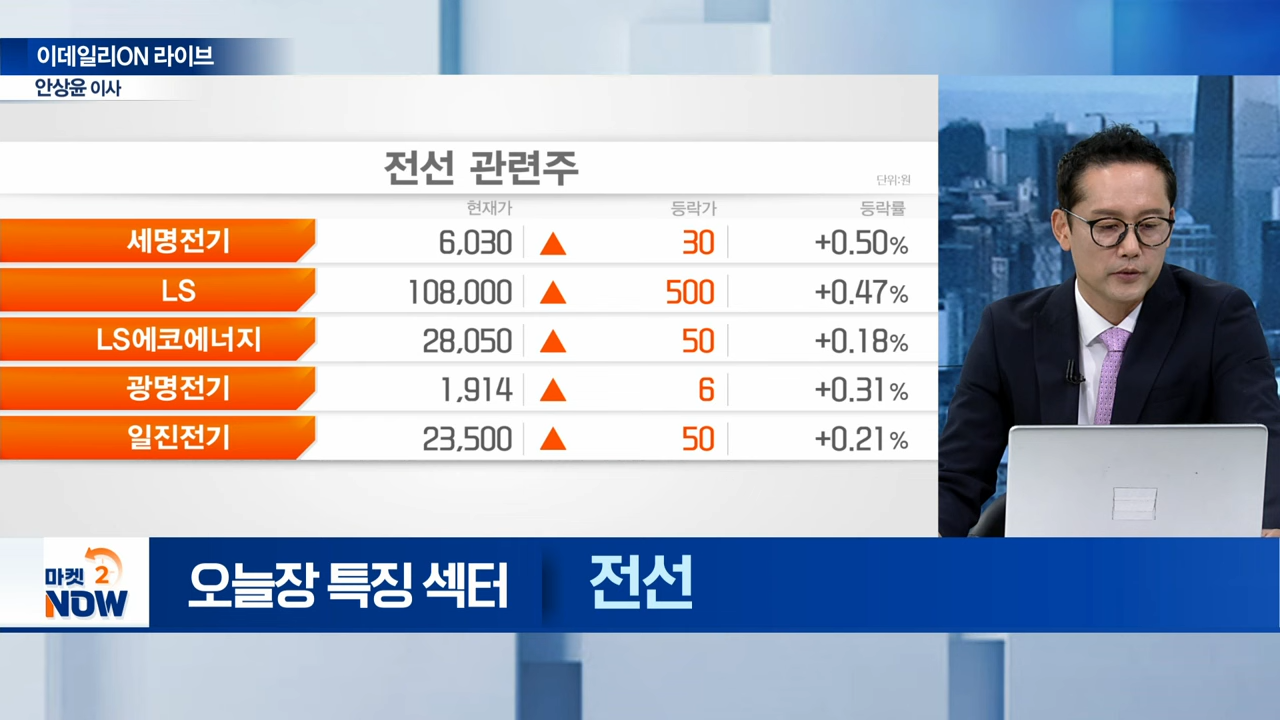 이데일리ON 라이브
안상윤 이사
전선 관련주
단위:원
현재가 등락가 등락률
세명전기 6,030 ▲ 30 +0.50%
LS 108,000 ▲ 500 +0.47%
LS에코에너지 28,050 ▲ 50 +0.18%
광명전기 1,914 ▲ 6 +0.31%
일진전기 23,500 ▲ 50 +0.21%
마켓 2
NOW
오늘장 특징 섹터 전선